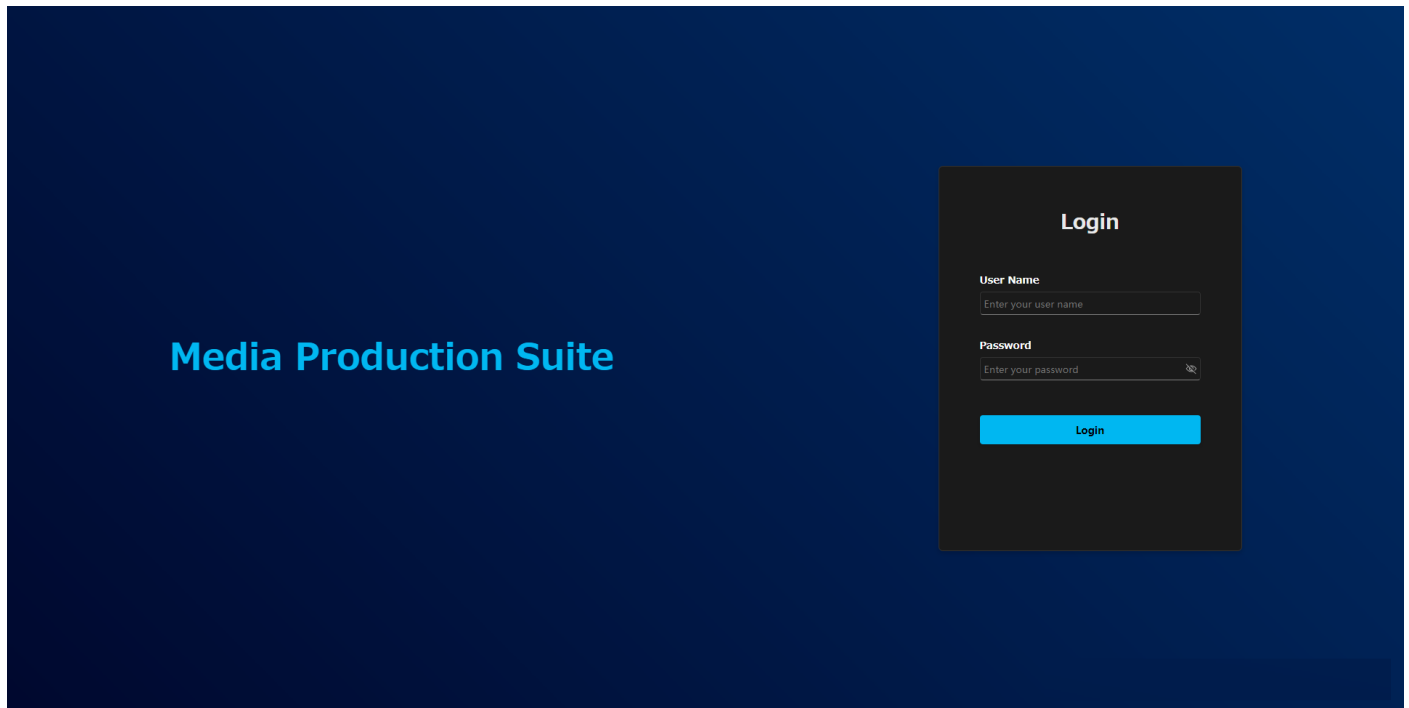 Media Production Suite
Login
User Name
Enter your user name
Password
Enter your password
Login